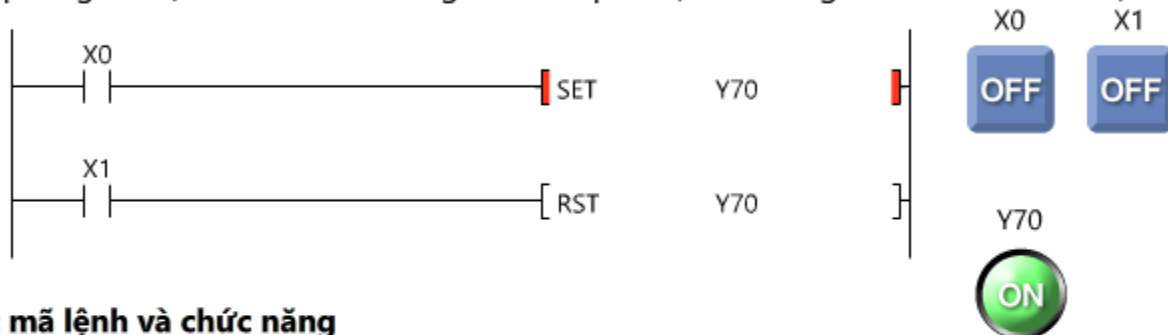 X0 X1
X0
SET Y70
OFF OFF
X1
RST Y70
Y70
ON
mã lệnh và chức năng